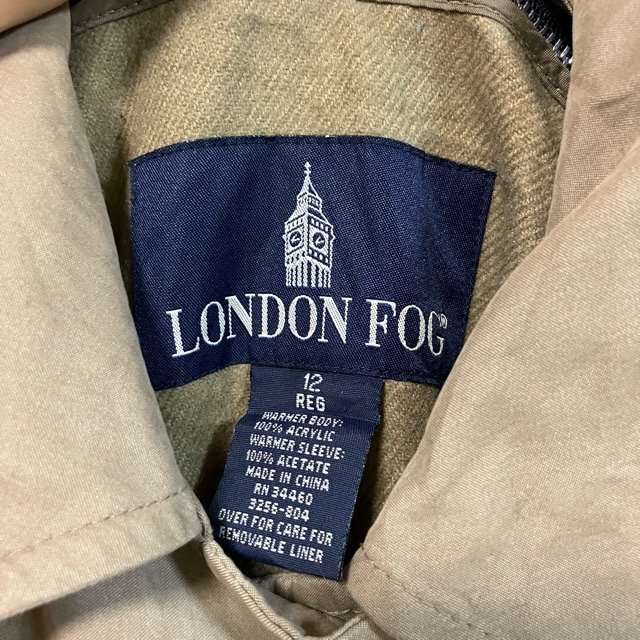 LONDON FOG®
12
REG
WARMER BODY:
100% ACRYLIC
WARMER SLEEVE:
100% ACETATE
MADE IN CHINA
RN 34460
3256-804
OVER FOR CARE FOR
REMOVABLE LINER